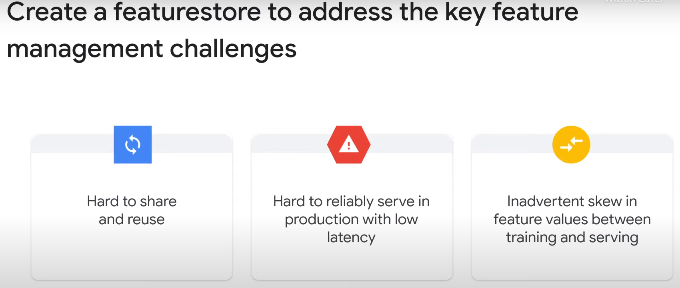 Create a featurestore to address the key feature
management challenges
Hard to share
and reuse
Hard to reliably serve in
production with low
latency
Inadvertent skew in
feature values between
training and serving